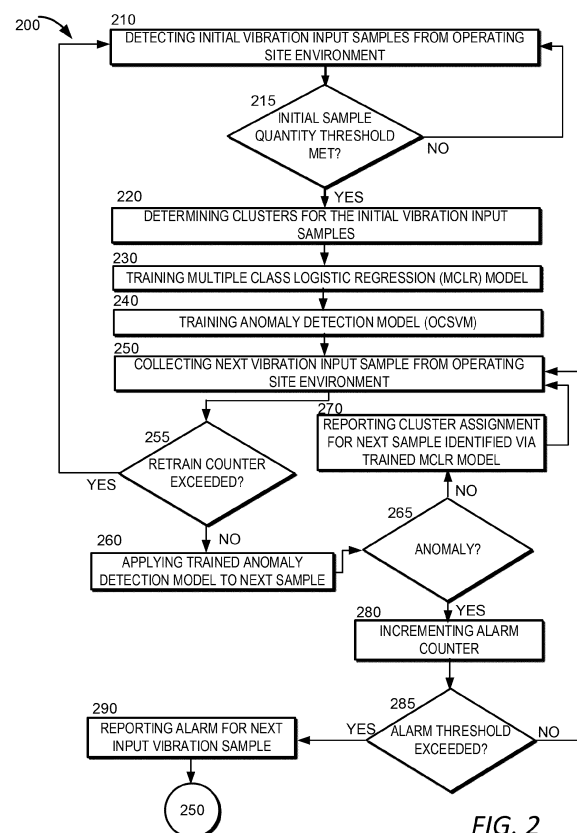 200
210
DETECTING INITIAL VIBRATION INPUT SAMPLES FROM OPERATING
SITE ENVIRONMENT
215
INITIAL SAMPLE
QUANTITY THRESHOLD
MET?
NO
YES
220
DETERMINING CLUSTERS FOR THE INITIAL VIBRATION INPUT
SAMPLES
230
TRAINING MULTIPLE CLASS LOGISTIC REGRESSION (MCLR) MODEL
240
TRAINING ANOMALY DETECTION MODEL (OCSVM)
250
COLLECTING NEXT VIBRATION INPUT SAMPLE FROM OPERATING
SITE ENVIRONMENT
255
RETRAIN COUNTER
EXCEEDED?
YES
NO
270
REPORTING CLUSTER ASSIGNMENT
FOR NEXT SAMPLE IDENTIFIED VIA
TRAINED MCLR MODEL
NO
260
APPLYING TRAINED ANOMALY
DETECTION MODEL TO NEXT SAMPLE
265
ANOMALY?
YES
280
INCREMENTING ALARM
COUNTER
285
ALARM THRESHOLD
EXCEEDED?
YES
NO
290
REPORTING ALARM FOR NEXT
INPUT VIBRATION SAMPLE
250
FIG. 2